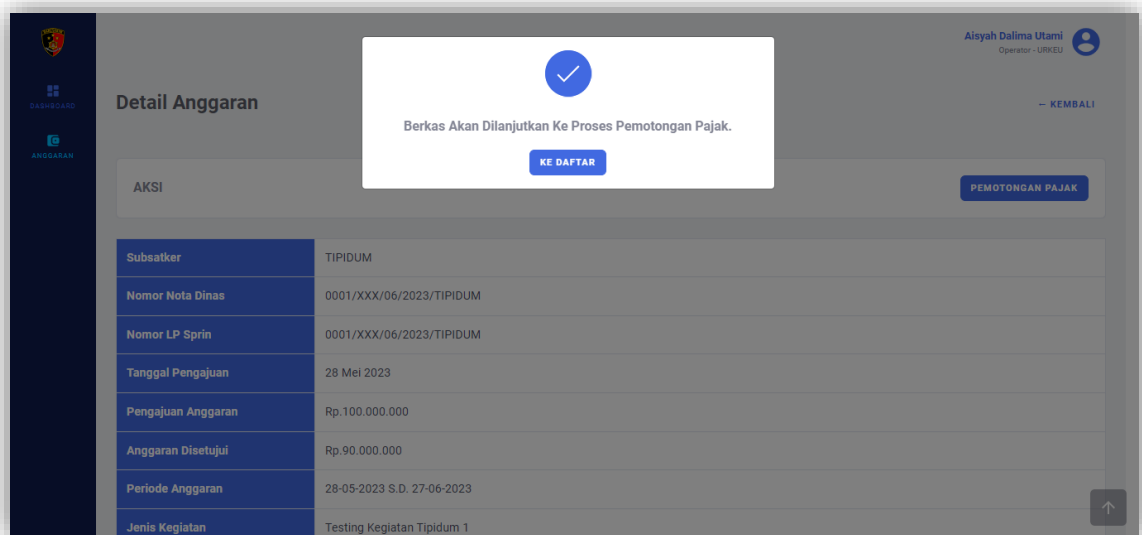 Aisyah Dalima Utami
Operator - URKEU
DASHBOARD
ANGGARAN
Detail Anggaran
← KEMBALI
Berkas Akan Dilanjutkan Ke Proses Pemotongan Pajak.
KE DAFTAR
AKSI
PEMOTONGAN PAJAK
Subsatker TIPIDUM
Nomor Nota Dinas 0001/XXX/06/2023/TIPIDUM
Nomor LP Sprin 0001/XXX/06/2023/TIPIDUM
Tanggal Pengajuan 28 Mei 2023
Pengajuan Anggaran Rp.100.000.000
Anggaran Disetujui Rp.90.000.000
Periode Anggaran 28-05-2023 S.D. 27-06-2023
Jenis Kegiatan Testing Kegiatan Tipidum 1